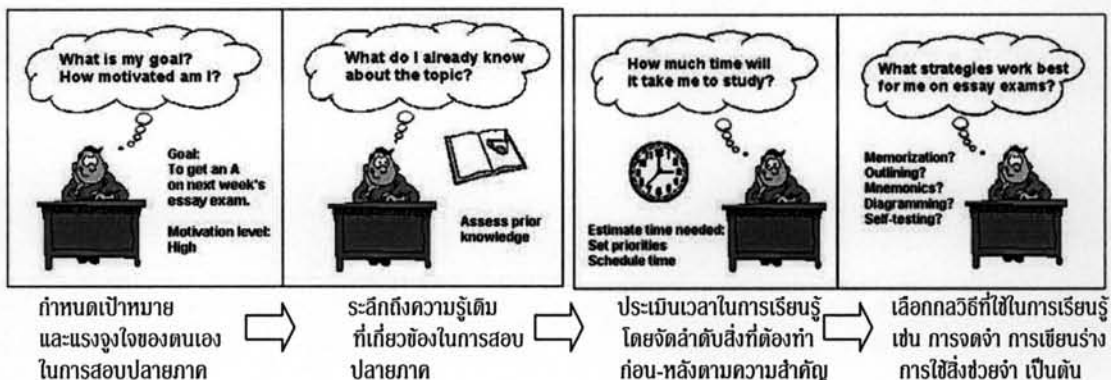 What is my goal?
How motivated am I?
Goal:
To get an A
on next week's
essay exam.
Motivation level:
High
What do I already know
about the topic?
Assess prior
knowledge
How much time will
it take me to study?
Estimate time needed:
Set priorities
Schedule time
What strategies work best
for me on essay exams?
Memorization?
Outlining?
Mnemonics?
Diagramming?
Self-testing?
กำหนดเป้าหมาย
และแรงจูงใจของตนเอง
ในการสอบปลายภาค
ระลึกถึงความรู้เดิม
ที่เกี่ยวข้องในการสอบ
ปลายภาค
ประเมินเวลาในการเรียนรู้
โดยจัดลำดับสิ่งที่ต้องทำ
ก่อน-หลังตามความสำคัญ
เลือกกลวิธีที่ใช้ในการเรียนรู้
เช่น การจดจำ การเขียนร่าง
การใช้สิ่งช่วยจำ เป็นต้น